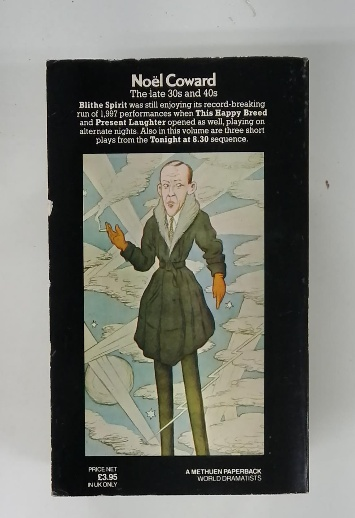 Noël Coward
The late 30s and 40s
Blithe Spirit was still enjoying its record-breaking
run of 1,997 performances when This Happy Breed
and Present Laughter opened as well, playing on
alternate nights. Also in this volume are three short
plays from the Tonight at 8.30 sequence.
PRICE NET
£3.95
IN UK ONLY
A METHUEN PAPERBACK
WORLD DRAMATISTS